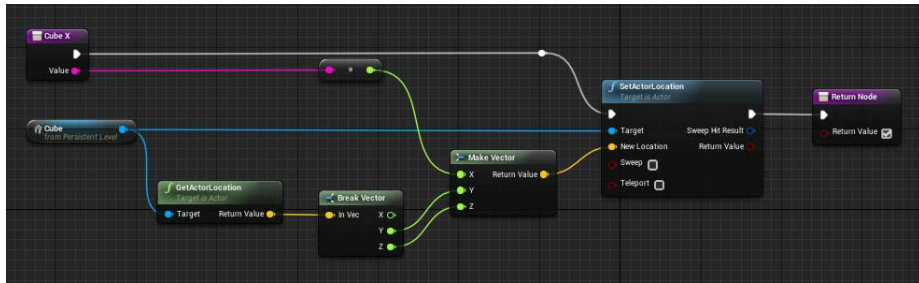 Cube X
Value
Cube
from Persistent Level
GetActorLocation
Target is Actor
Target Return Value
Break Vector
In Vec X
Y
Z
Make Vector
X Return Value
Y
Z
SetActorLocation
Target is Actor
Target Sweep Hit Result
New Location Return Value
Sweep
Teleport
Return Node
Return Value